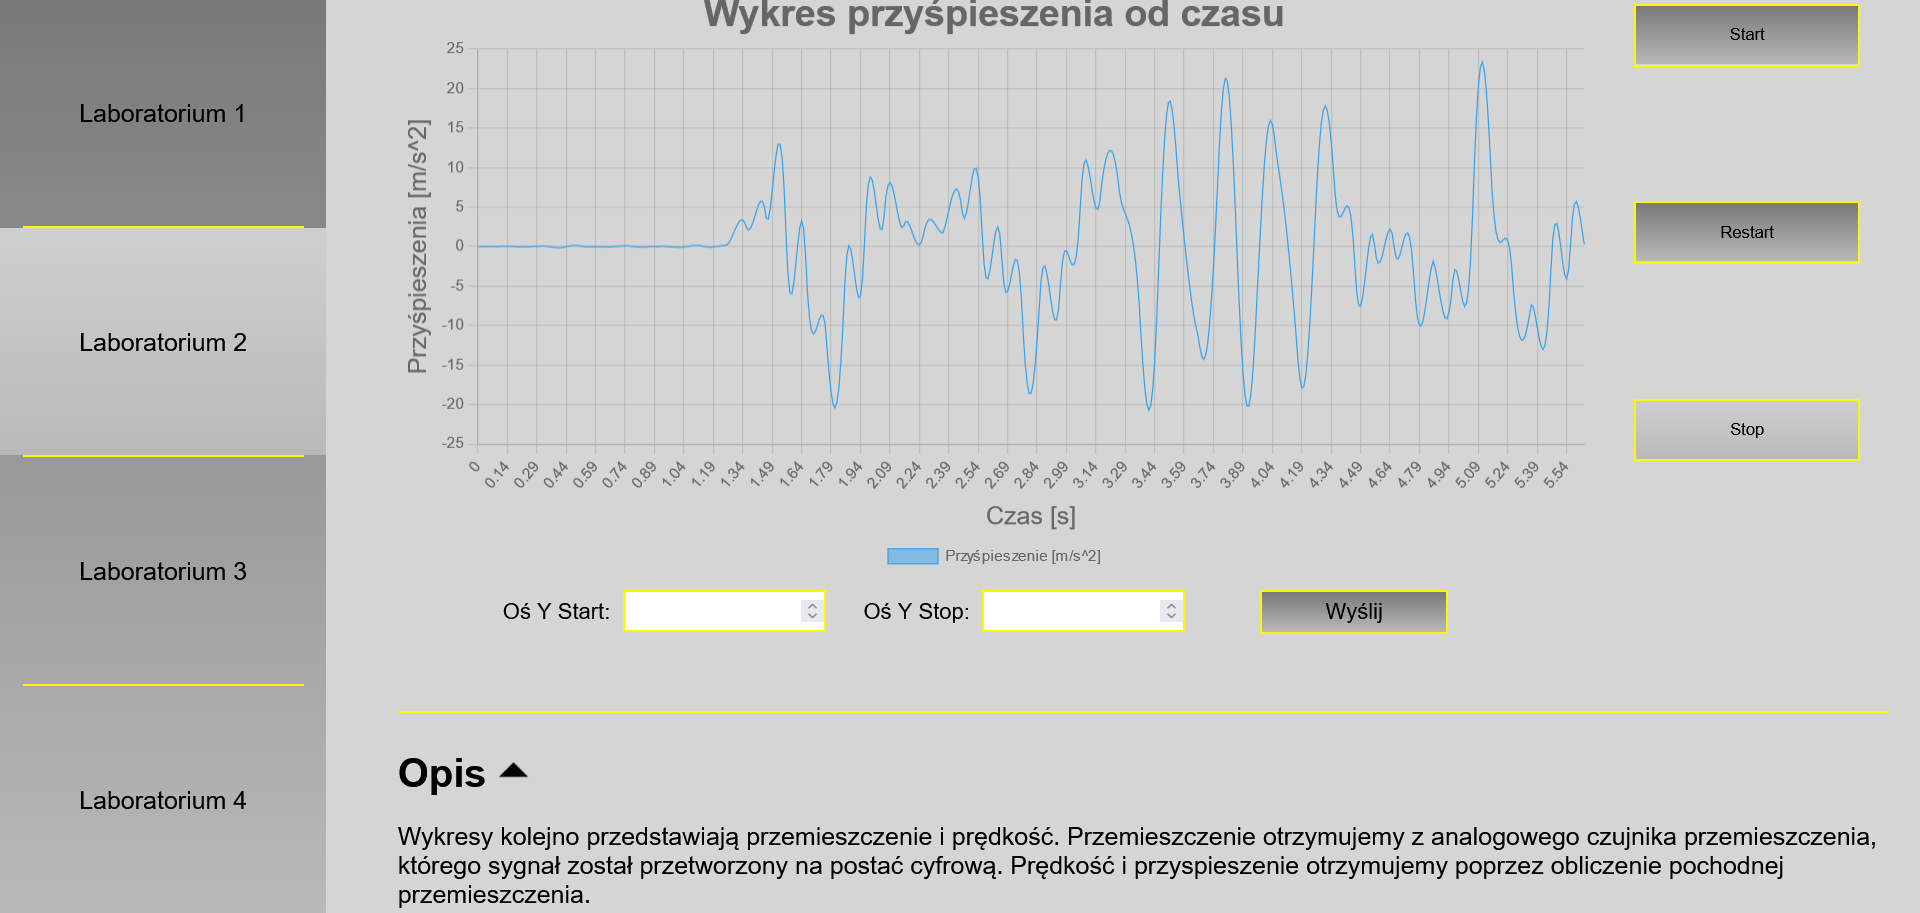 Laboratorium 1
Laboratorium 2
Laboratorium 3
Laboratorium 4
Wykres przyśpieszenia od czasu
Przyśpieszenia [m/s^2]
25
20
15
10
5
0
-5
-10
-15
-20
-25
0 0.14 0.29 0.44 0.59 0.74 0.89 1.04 1.19 1.34 1.49 1.64 1.79 1.94 2.09 2.24 2.39 2.54 2.69 2.84 2.99 3.14 3.29 3.44 3.59 3.74 3.89 4.04 4.19 4.34 4.49 4.64 4.79 4.94 5.09 5.24 5.39 5.54
Czas [s]
Przyśpieszenie [m/s^2]
Start
Restart
Stop
Oś Y Start: Oś Y Stop: Wyślij
Opis
Wykresy kolejno przedstawiają przemieszczenie i prędkość. Przemieszczenie otrzymujemy z analogowego czujnika przemieszczenia,
którego sygnał został przetworzony na postać cyfrową. Prędkość i przyspieszenie otrzymujemy poprzez obliczenie pochodnej
przemieszczenia.